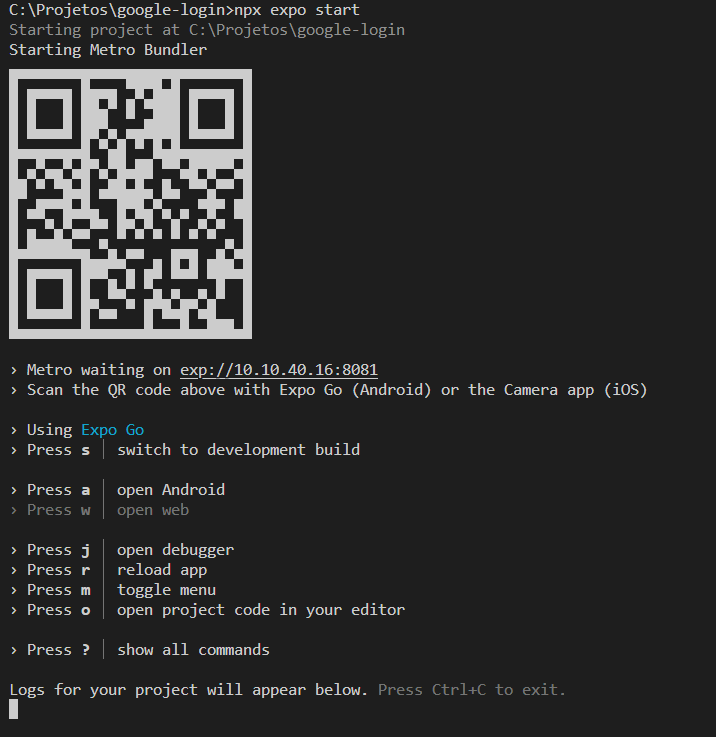 C:\Projetos\google-login>npx expo start
Starting project at C:\Projetos\google-login
Starting Metro Bundler
› Metro waiting on exp://10.10.40.16:8081
› Scan the QR code above with Expo Go (Android) or the Camera app (iOS)
› Using Expo Go
› Press s │ switch to development build
› Press a │ open Android
› Press w │ open web
› Press j │ open debugger
› Press r │ reload app
› Press m │ toggle menu
› Press o │ open project code in your editor
› Press ? │ show all commands
Logs for your project will appear below. Press Ctrl+C to exit.